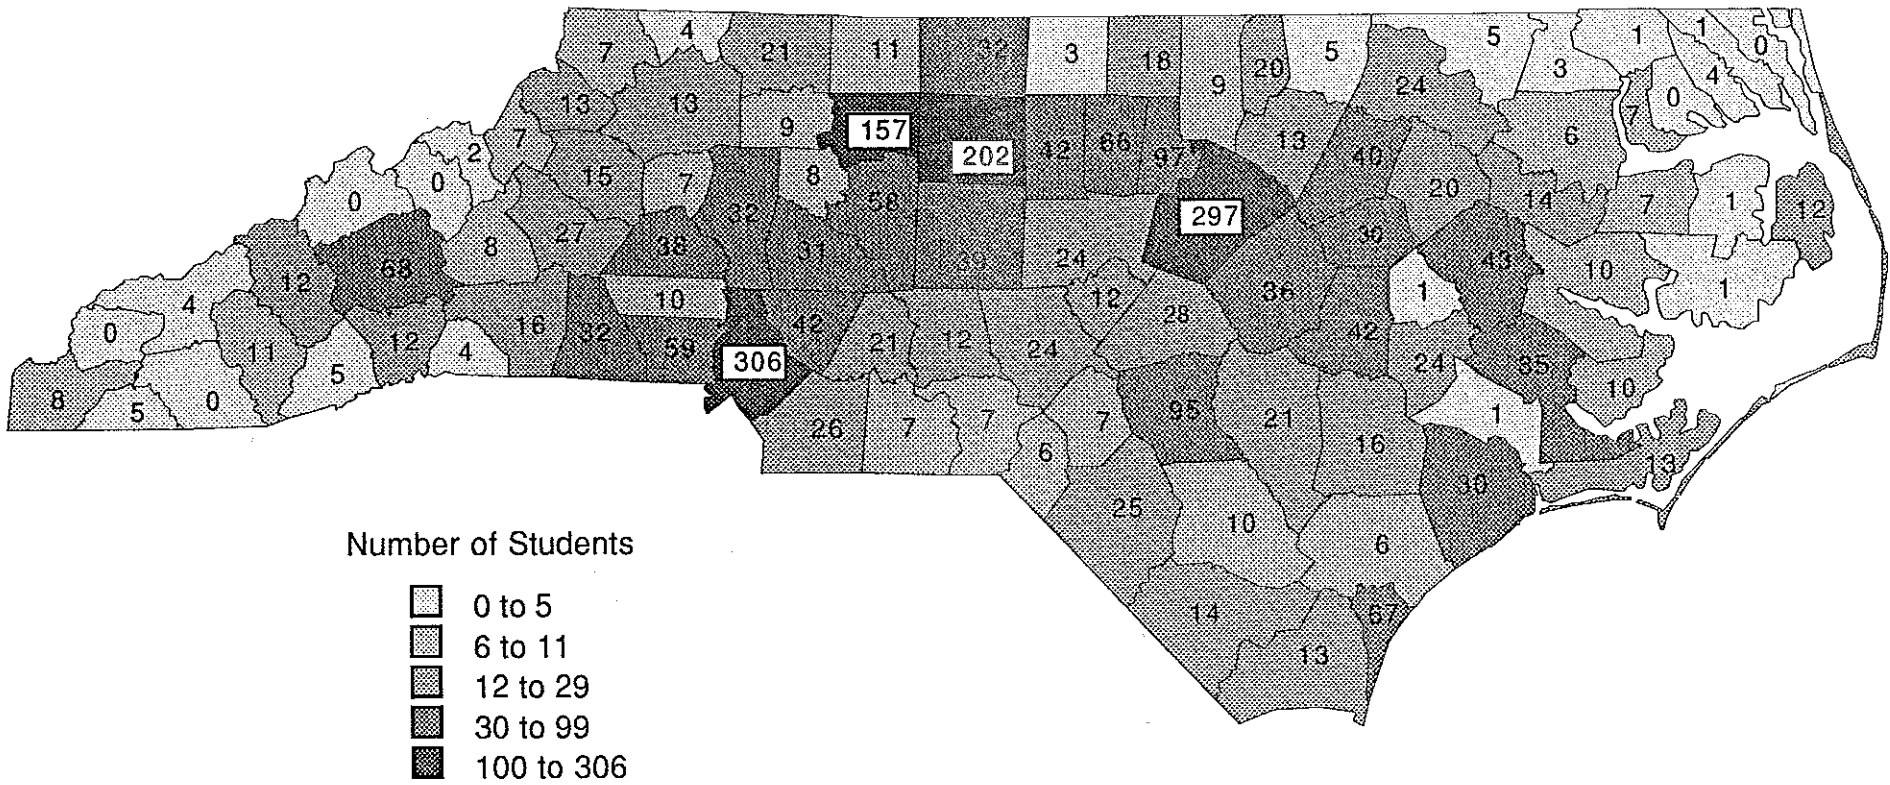 7 4 21 11 32 3 18 9 20 5 24 5 3 1 1 0
13 13 9 157 202 42 66 97 13 40 20 6 7 0 4
0 0 2 7 15 7 32 8 58 297 30 14 7 1 12
12 68 8 27 38 31 39 24 36 43 10 1
0 4 11 5 12 4 16 32 10 59 306 42 21 12 24 12 28 42 1 24 35 10
8 5 0 26 7 7 6 7 95 21 16 1 13
25 10 6 30
14 13 67
Number of Students
0 to 5
6 to 11
12 to 29
30 to 99
100 to 306